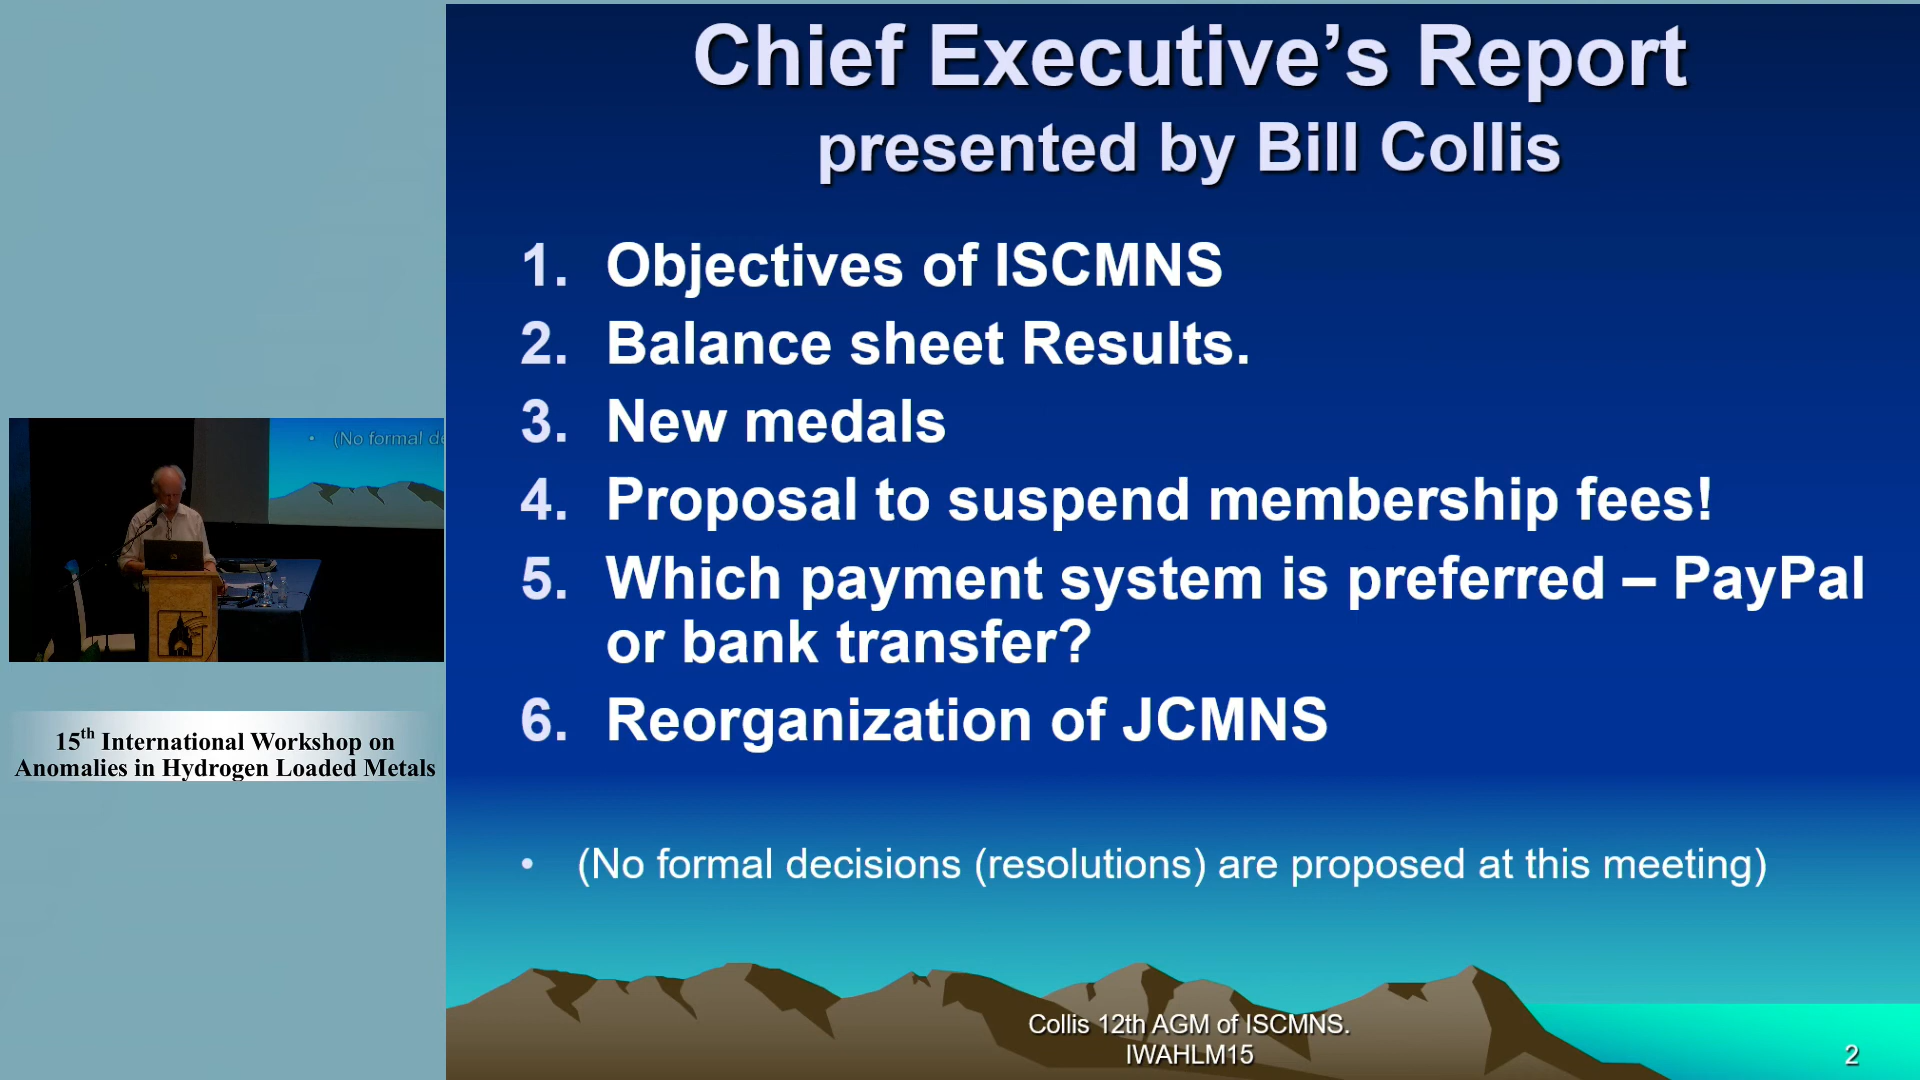 Chief Executive’s Report
presented by Bill Collis
1. Objectives of ISCMNS
2. Balance sheet Results.
3. New medals
4. Proposal to suspend membership fees!
5. Which payment system is preferred – PayPal
or bank transfer?
6. Reorganization of JCMNS
• (No formal decisions (resolutions) are proposed at this meeting)
Collis 12th AGM of ISCMNS.
IWAHLM15
2
• (No formal de
15th International Workshop on
Anomalies in Hydrogen Loaded Metals